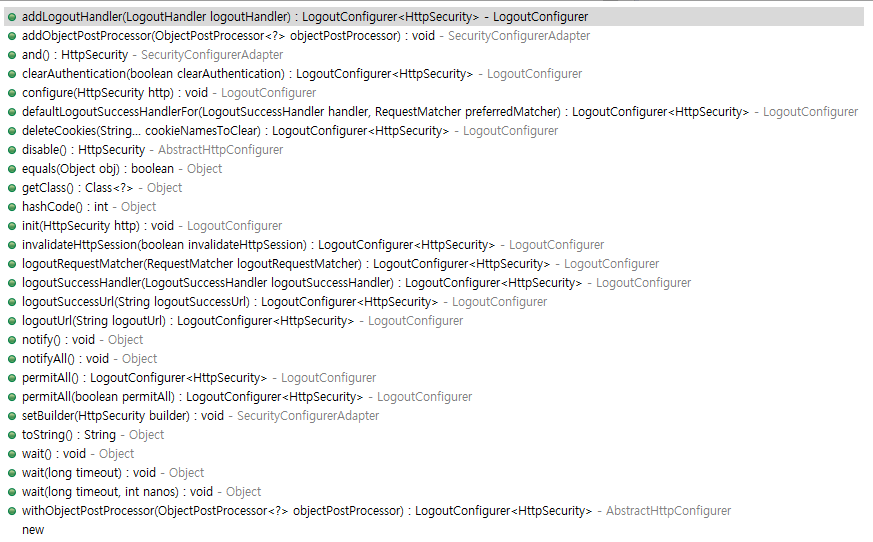 addLogoutHandler(LogoutHandler logoutHandler) : LogoutConfigurer<HttpSecurity> - LogoutConfigurer
addObjectPostProcessor(ObjectPostProcessor<?> objectPostProcessor) : void - SecurityConfigurerAdapter
and() : HttpSecurity - SecurityConfigurerAdapter
clearAuthentication(boolean clearAuthentication) : LogoutConfigurer<HttpSecurity> - LogoutConfigurer
configure(HttpSecurity http) : void - LogoutConfigurer
defaultLogoutSuccessHandlerFor(LogoutSuccessHandler handler, RequestMatcher preferredMatcher) : LogoutConfigurer<HttpSecurity> - LogoutConfigurer
deleteCookies(String... cookieNamesToClear) : LogoutConfigurer<HttpSecurity> - LogoutConfigurer
disable() : HttpSecurity - AbstractHttpConfigurer
equals(Object obj) : boolean - Object
getClass() : Class<?> - Object
hashCode() : int - Object
init(HttpSecurity http) : void - LogoutConfigurer
invalidateHttpSession(boolean invalidateHttpSession) : LogoutConfigurer<HttpSecurity> - LogoutConfigurer
logoutRequestMatcher(RequestMatcher logoutRequestMatcher) : LogoutConfigurer<HttpSecurity> - LogoutConfigurer
logoutSuccessHandler(LogoutSuccessHandler logoutSuccessHandler) : LogoutConfigurer<HttpSecurity> - LogoutConfigurer
logoutSuccessUrl(String logoutSuccessUrl) : LogoutConfigurer<HttpSecurity> - LogoutConfigurer
logoutUrl(String logoutUrl) : LogoutConfigurer<HttpSecurity> - LogoutConfigurer
notify() : void - Object
notifyAll() : void - Object
permitAll() : LogoutConfigurer<HttpSecurity> - LogoutConfigurer
permitAll(boolean permitAll) : LogoutConfigurer<HttpSecurity> - LogoutConfigurer
setBuilder(HttpSecurity builder) : void - SecurityConfigurerAdapter
toString() : String - Object
wait() : void - Object
wait(long timeout) : void - Object
wait(long timeout, int nanos) : void - Object
withObjectPostProcessor(ObjectPostProcessor<?> objectPostProcessor) : LogoutConfigurer<HttpSecurity> - AbstractHttpConfigurer
new